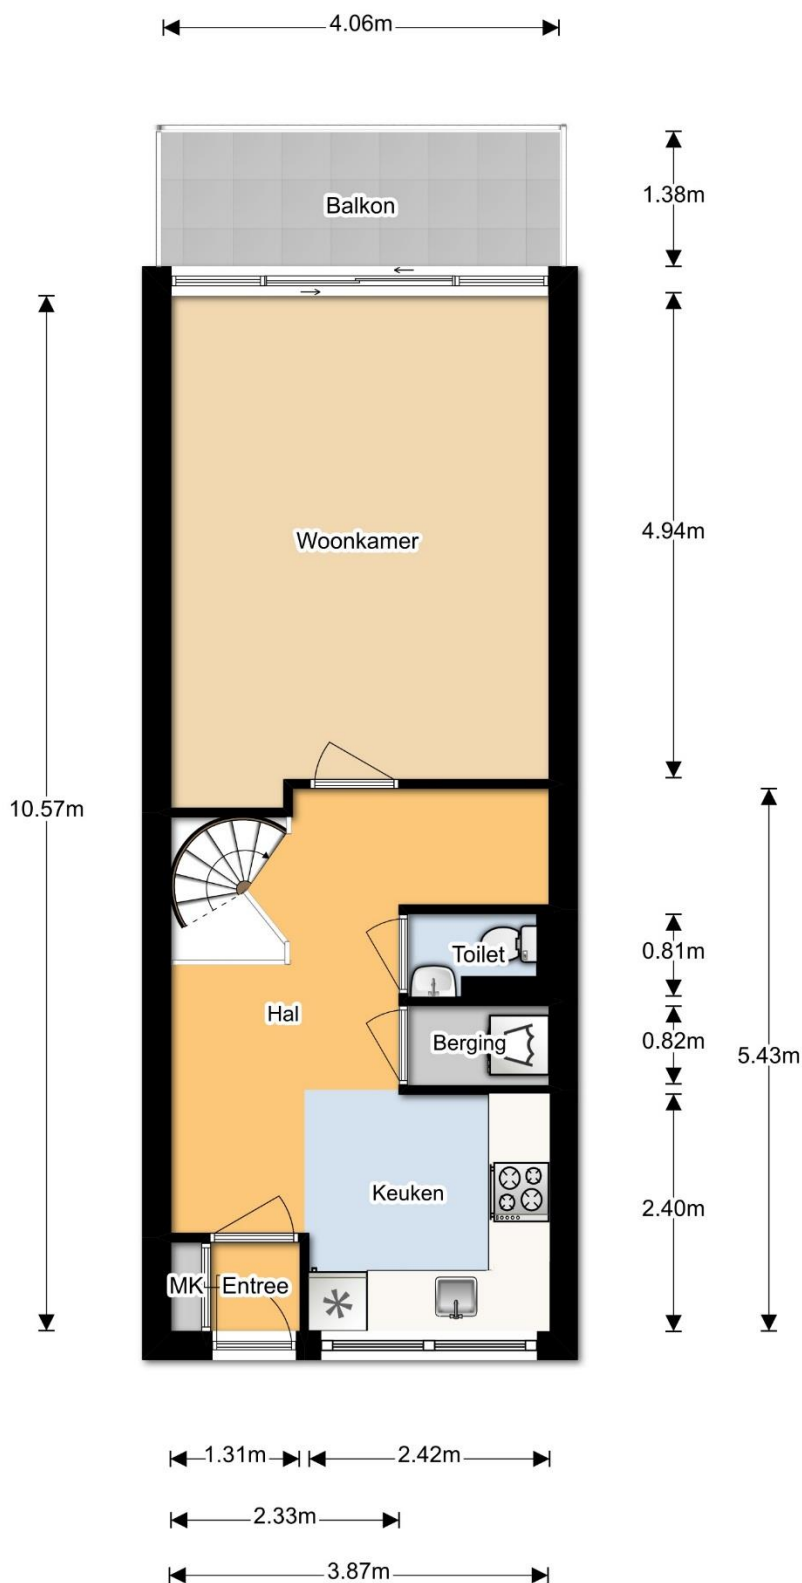 4.06m
Balkon
1.38m
Woonkamer
4.94m
10.57m
Toilet
0.81m
Hal
Berging
0.82m
5.43m
Keuken
2.40m
MK
Entree
1.31m
2.42m
2.33m
3.87m